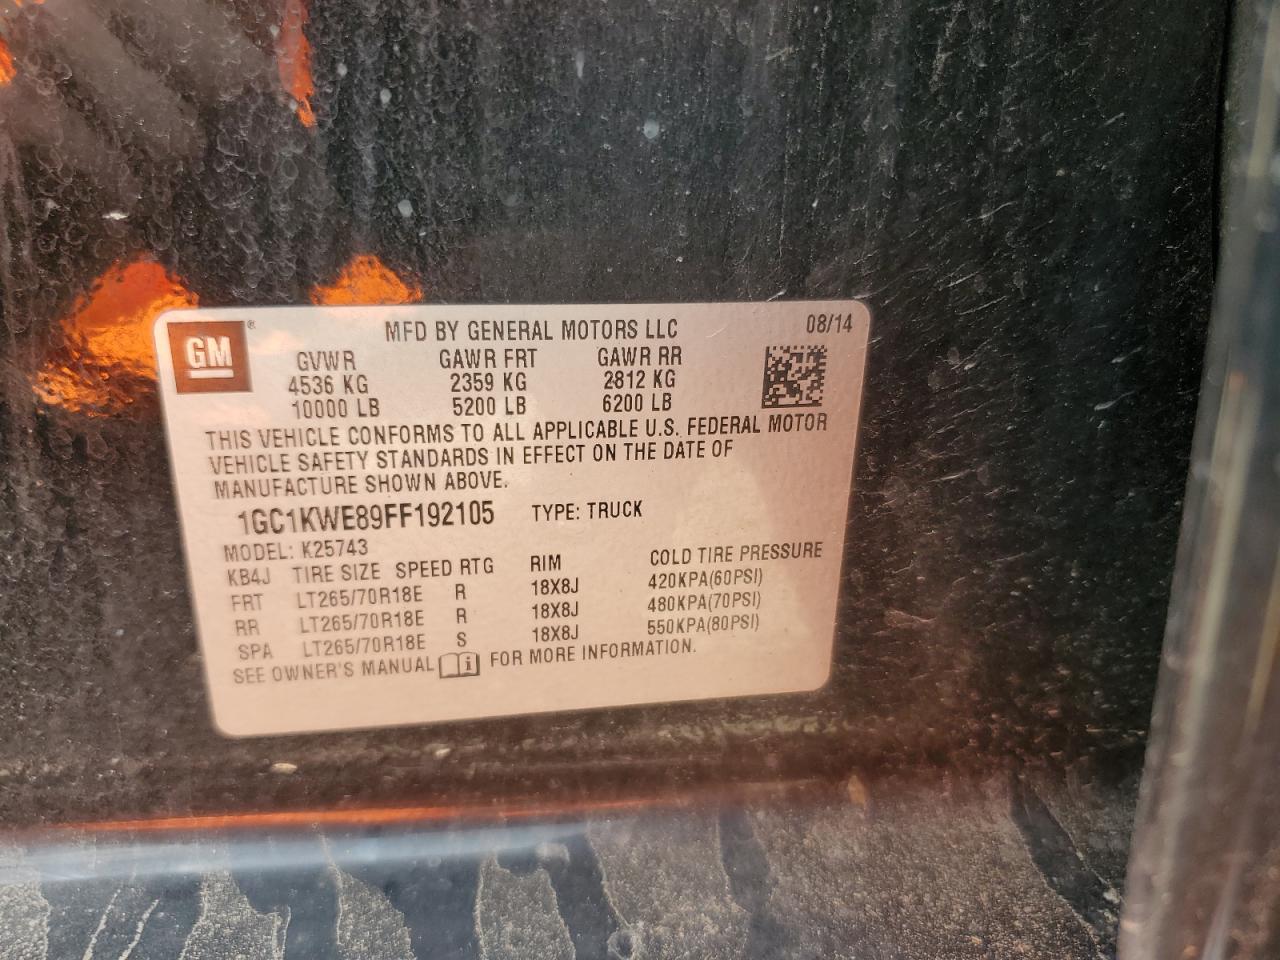 GM ® MFD BY GENERAL MOTORS LLC 08/14
GVWR GAWR FRT GAWR RR
4536 KG 2359 KG 2812 KG
10000 LB 5200 LB 6200 LB
THIS VEHICLE CONFORMS TO ALL APPLICABLE U.S. FEDERAL MOTOR
VEHICLE SAFETY STANDARDS IN EFFECT ON THE DATE OF
MANUFACTURE SHOWN ABOVE.
1GC1KWE89FF192105 TYPE: TRUCK
MODEL: K25743
KB4J TIRE SIZE SPEED RTG RIM COLD TIRE PRESSURE
FRT LT265/70R18E R 18X8J 420KPA(60PSI)
RR LT265/70R18E R 18X8J 480KPA(70PSI)
SPA LT265/70R18E S 18X8J 550KPA(80PSI)
SEE OWNER'S MANUAL i FOR MORE INFORMATION.